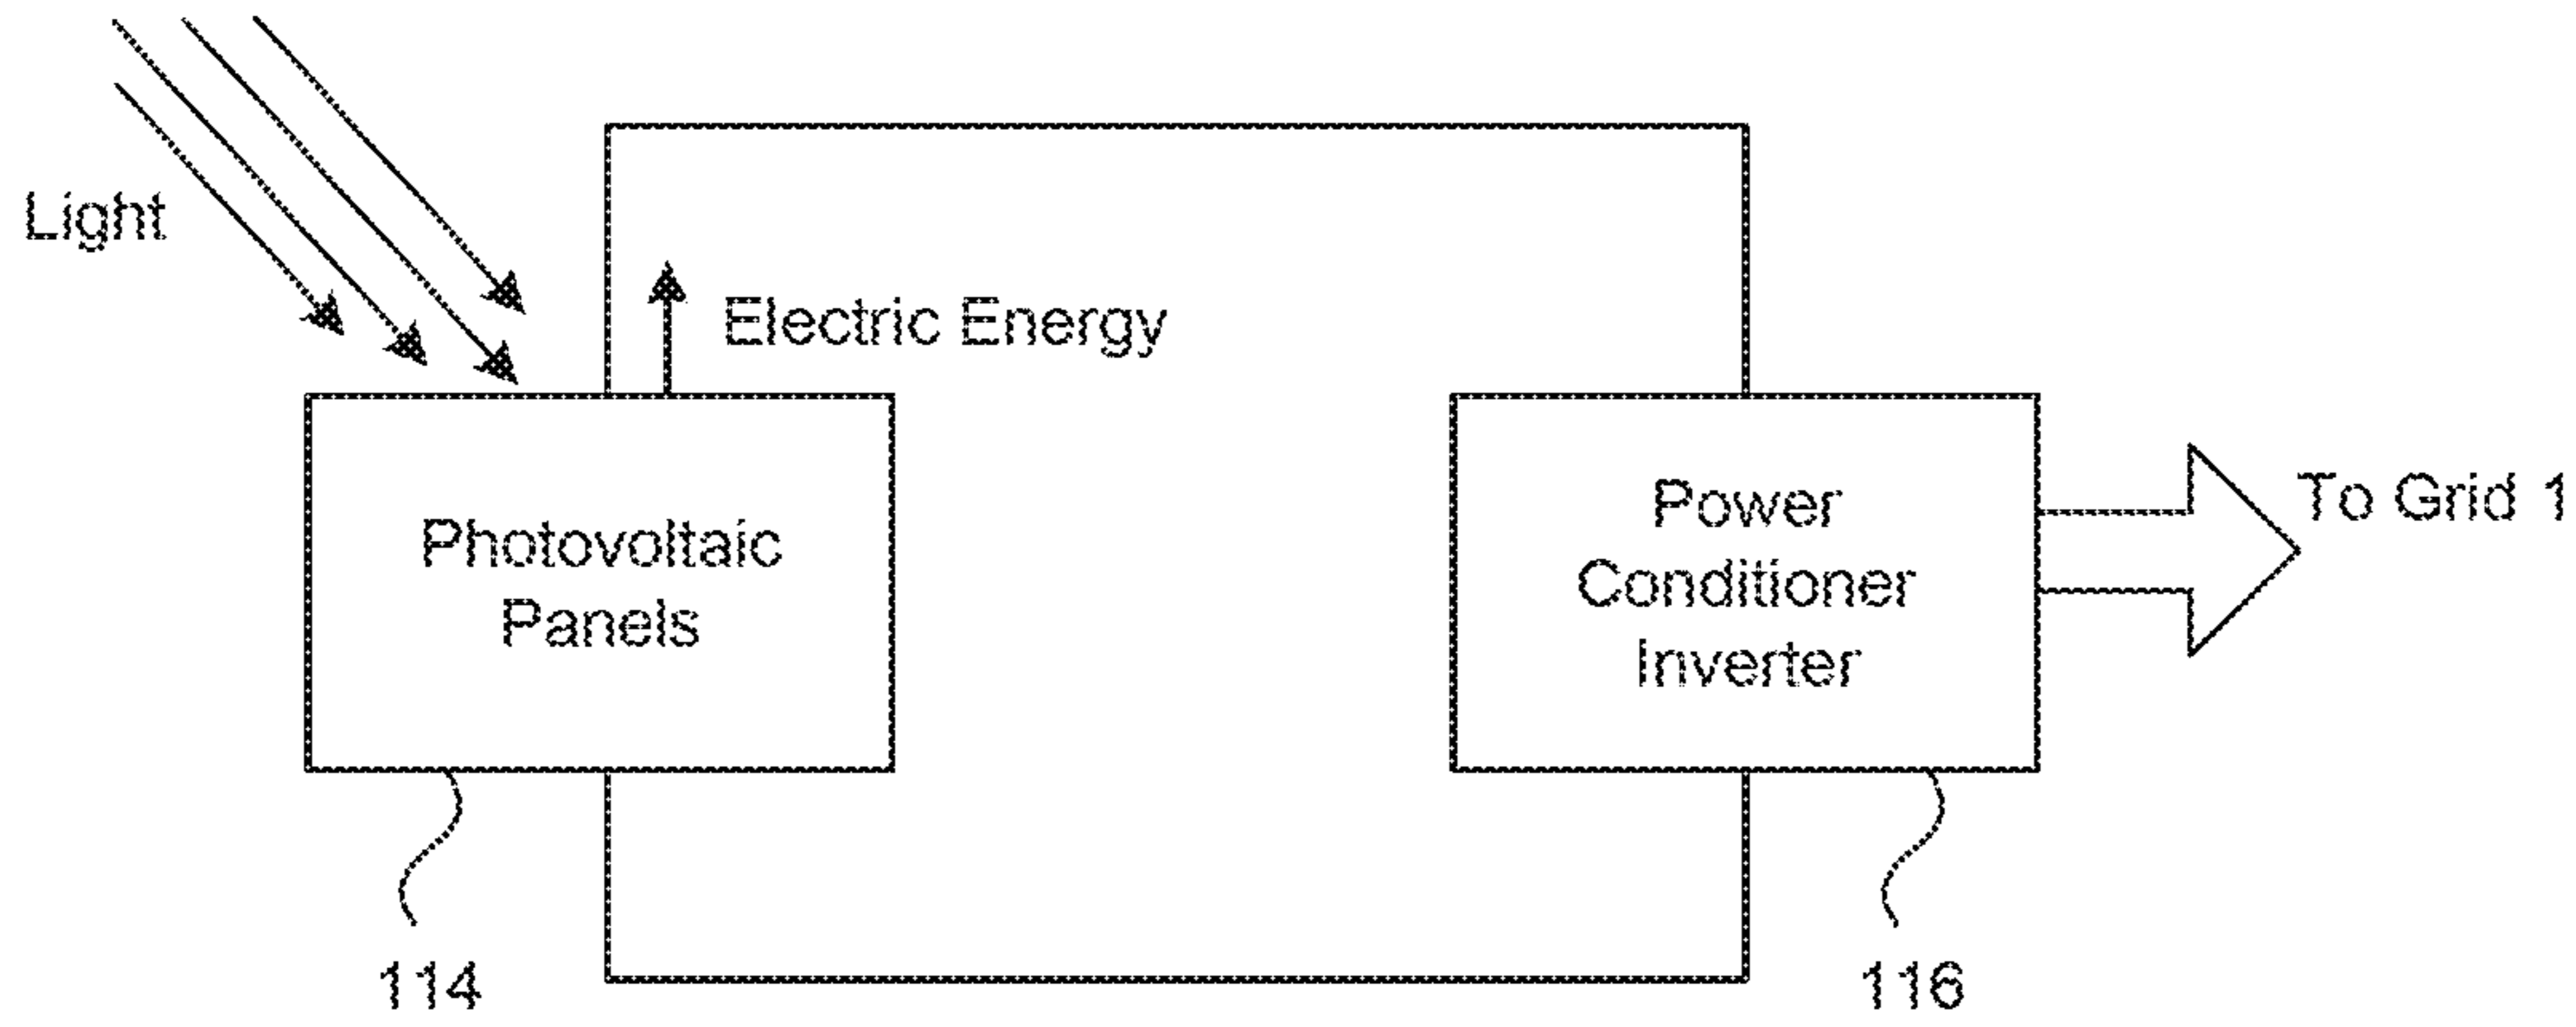 Light
Electric Energy
Photovoltaic
Panels
Power
Conditioner
Inverter
To Grid 1
114
116